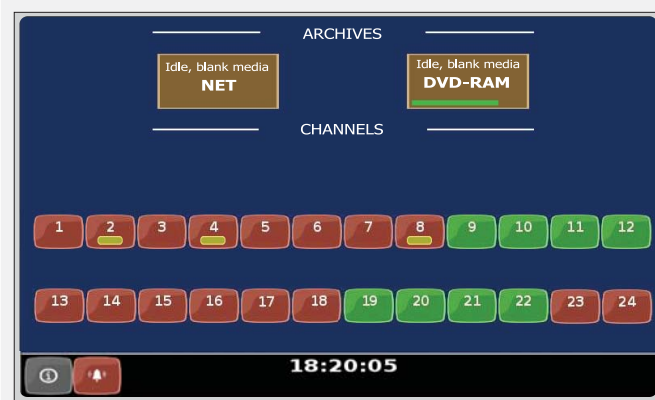 ARCHIVES
Idle, blank media
NET
Idle, blank media
DVD-RAM
CHANNELS
1 2 3 4 5 6 7 8 9 10 11 12
13 14 15 16 17 18 19 20 21 22 23 24
18:20:05